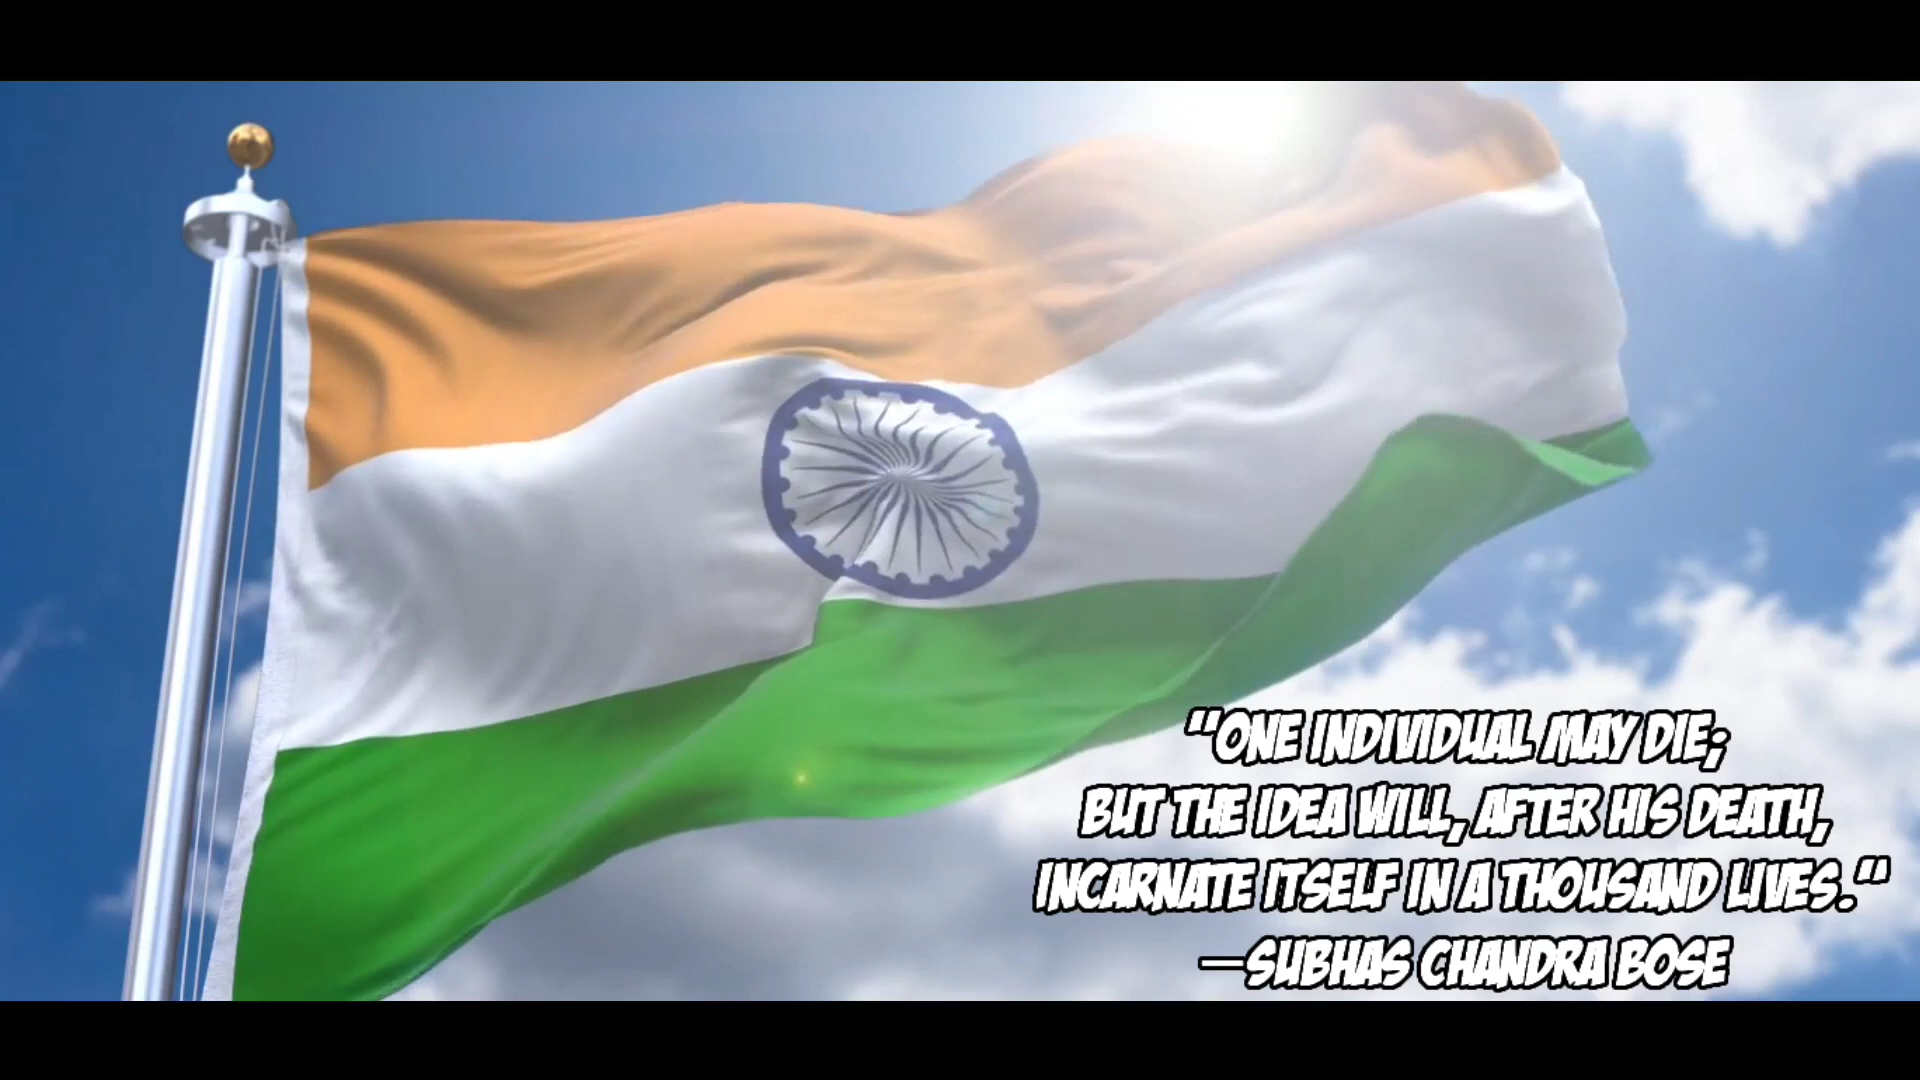 "ONE INDIVIDUAL MAY DIE;
BUT THE IDEA WILL, AFTER HIS DEATH,
INCARNATE ITSELF IN A THOUSAND LIVES."
—SUBHAS CHANDRA BOSE